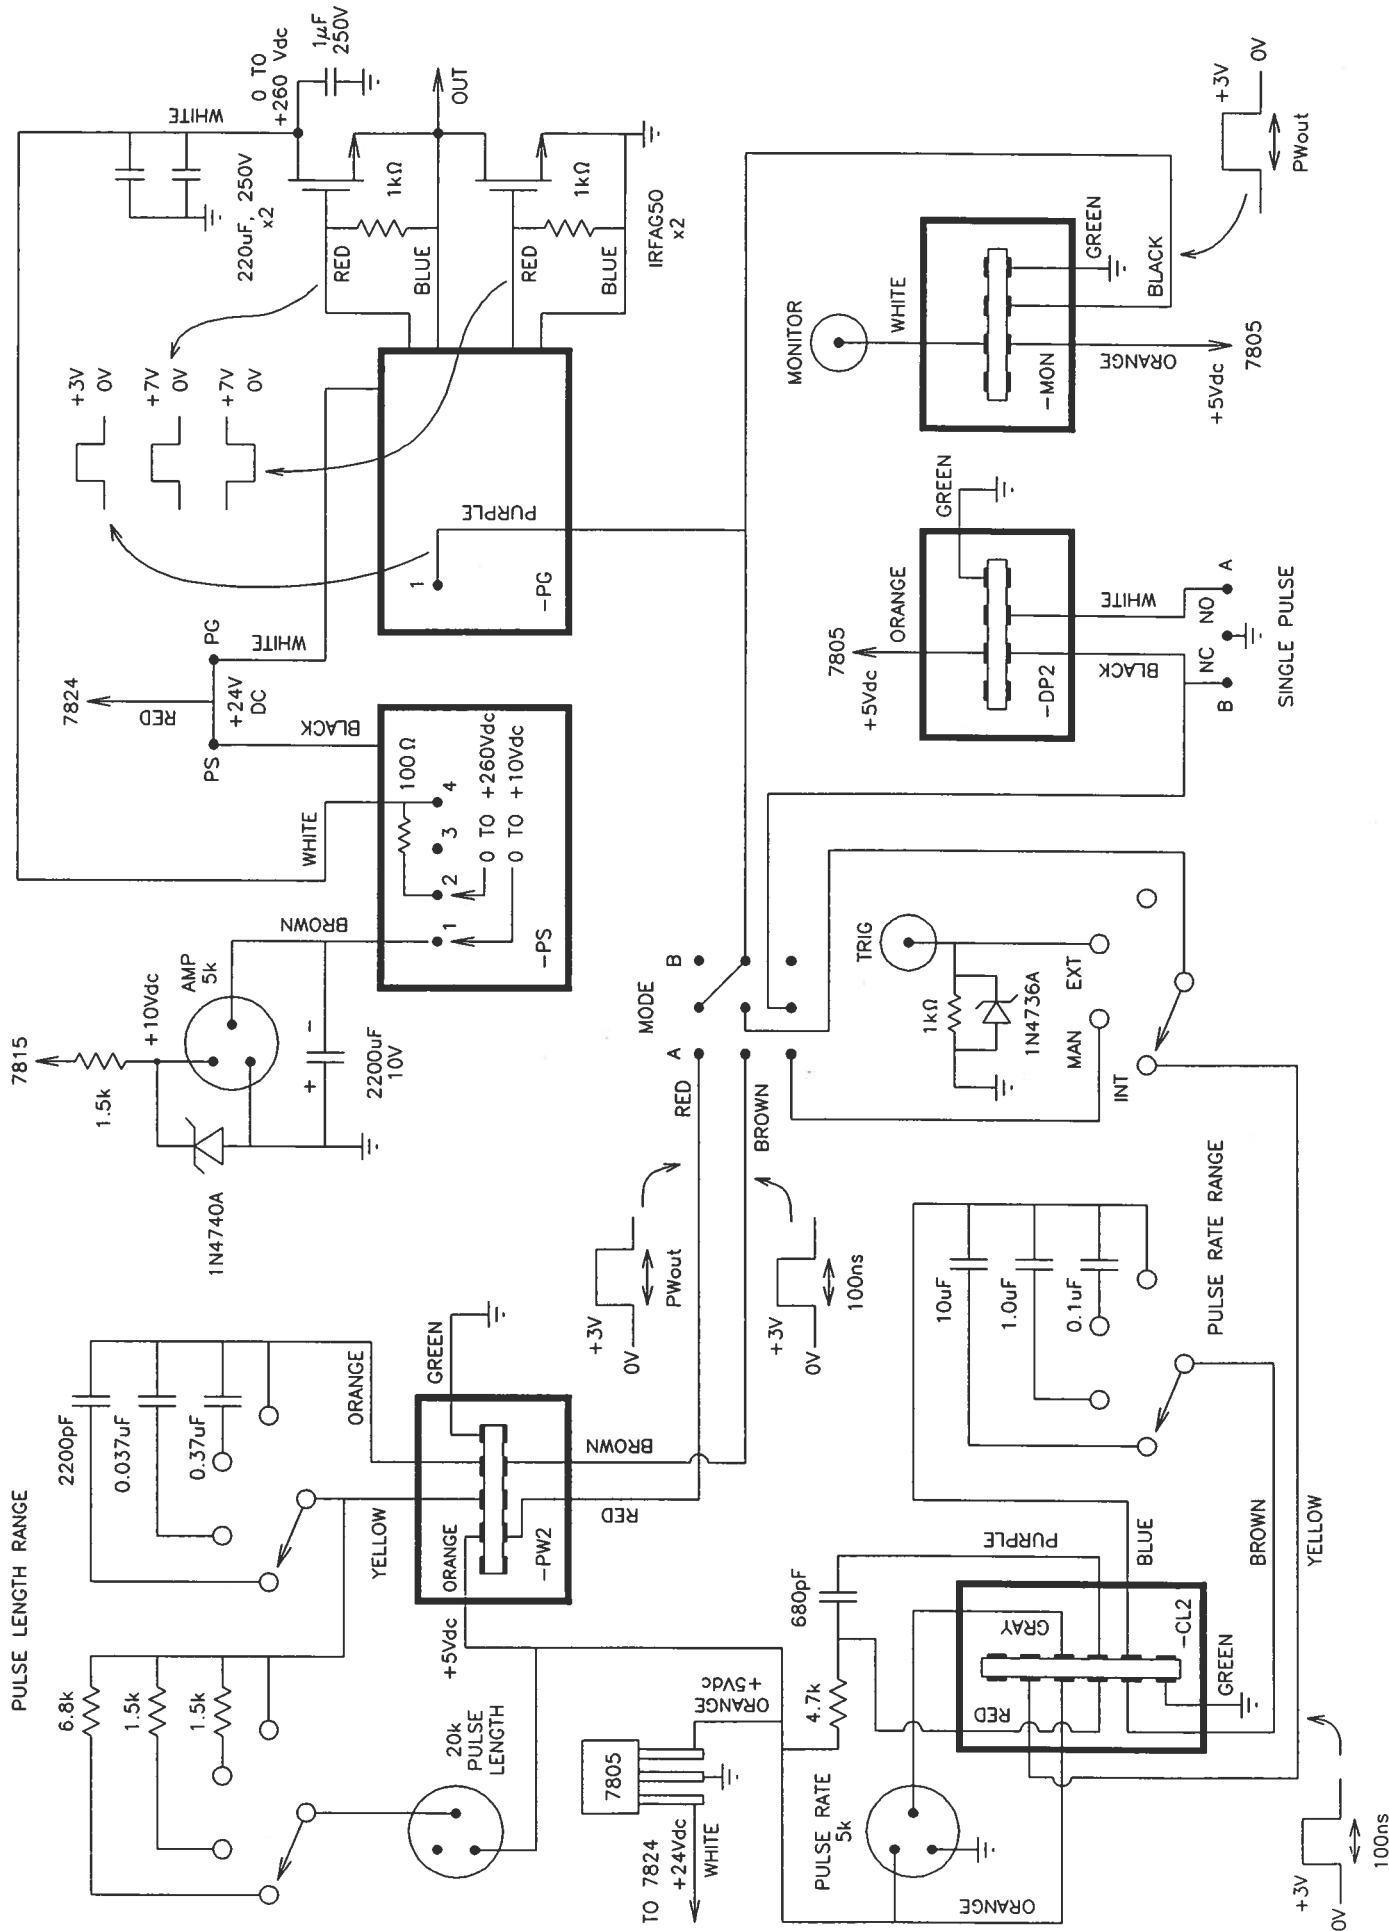 PULSE LENGTH RANGE
6.8k
1.5k
1.5k
20k
PULSE
LENGTH
2200pF
0.037uF
0.37uF
ORANGE
YELLOW
GREEN
ORANGE
+5Vdc
-PW2
RED
BROWN
7815
1.5k
+10Vdc
AMP
5k
1N4740A
+
-
2200uF
10V
BROWN
WHITE
100Ω
1
2
3
4
0 TO +260Vdc
0 TO +10Vdc
-PS
7824
RED
PS
+24V
DC
PG
BLACK
WHITE
+3V
0V
+7V
0V
+7V
0V
1
PURPLE
-PG
WHITE
220uF, 250V
x2
0 TO
+260 Vdc
1µF
250V
RED
1kΩ
BLUE
OUT
RED
1kΩ
BLUE
IRFAG50
x2
7805
TO 7824
+24Vdc
WHITE
ORANGE
+5Vdc
+3V
0V
PWout
+3V
0V
100ns
RED
BROWN
MODE
A
B
PULSE RATE
5k
4.7k
680pF
PURPLE
GRAY
RED
ORANGE
-CL2
GREEN
BLUE
BROWN
YELLOW
+3V
0V
100ns
10uF
1.0uF
0.1uF
PULSE RATE RANGE
TRIG
1kΩ
1N4736A
MAN
EXT
INT
7805
+5Vdc
ORANGE
GREEN
-DP2
BLACK
WHITE
B
NC
NO
A
SINGLE PULSE
MONITOR
WHITE
-MON
GREEN
ORANGE
+5Vdc
7805
BLACK
+3V
0V
PWout